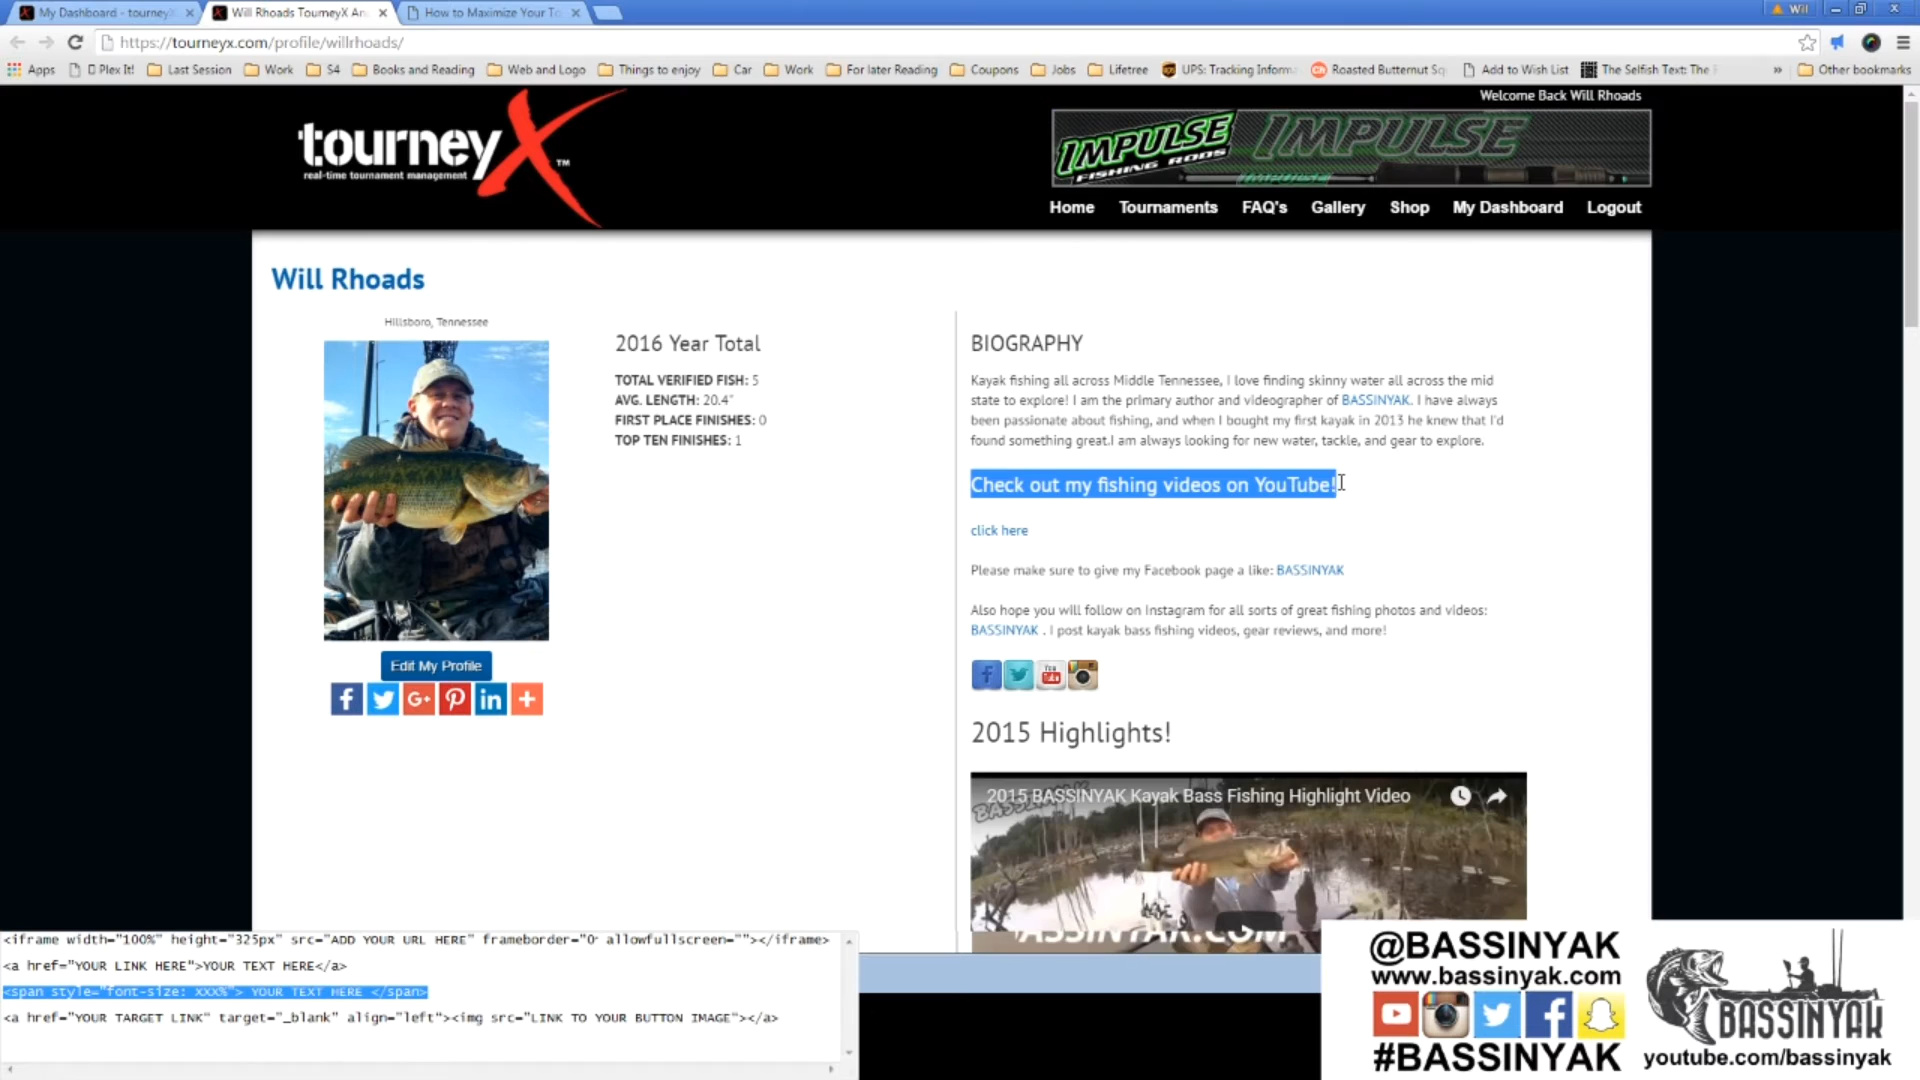 My Dashboard - tourney
Will Rhoads TourneyX An
How to Maximize Your To
Will
https://tourneyx.com/profile/willrhoads/
Apps
Plex It!
Last Session
Work
S4
Books and Reading
Web and Logo
Things to enjoy
Car
Work
For later Reading
Coupons
Jobs
Lifetree
UPS: Tracking Inform
Roasted Butternut Sq
Add to Wish List
The Selfish Text: The
Other bookmarks
Welcome Back Will Rhoads
tourneyX™
real-time tournament management
IMPULSE
FISHING RODS
IMPULSE
IMPULSE
Home Tournaments FAQ's Gallery Shop My Dashboard Logout
Will Rhoads
Hillsboro, Tennessee
2016 Year Total
TOTAL VERIFIED FISH: 5
AVG. LENGTH: 20.4"
FIRST PLACE FINISHES: 0
TOP TEN FINISHES: 1
Edit My Profile
BIOGRAPHY
Kayak fishing all across Middle Tennessee, I love finding skinny water all across the mid
state to explore! I am the primary author and videographer of BASSINYAK. I have always
been passionate about fishing, and when I bought my first kayak in 2013 he knew that I'd
found something great.I am always looking for new water, tackle, and gear to explore.
Check out my fishing videos on YouTube!
click here
Please make sure to give my Facebook page a like: BASSINYAK
Also hope you will follow on Instagram for all sorts of great fishing photos and videos:
BASSINYAK . I post kayak bass fishing videos, gear reviews, and more!
You
2015 Highlights!
2015 BASSINYAK Kayak Bass Fishing Highlight Video
<iframe width="100%" height="325px" src="ADD YOUR URL HERE" frameborder="0" allowfullscreen=""></iframe>
<a href="YOUR LINK HERE">YOUR TEXT HERE</a>
<span style="font-size: XXX%"> YOUR TEXT HERE </span>
<a href="YOUR TARGET LINK" target="_blank" align="left"><img src="LINK TO YOUR BUTTON IMAGE"></a>
@BASSINYAK
www.bassinyak.com
#BASSINYAK
BASSINYAK
youtube.com/bassinyak